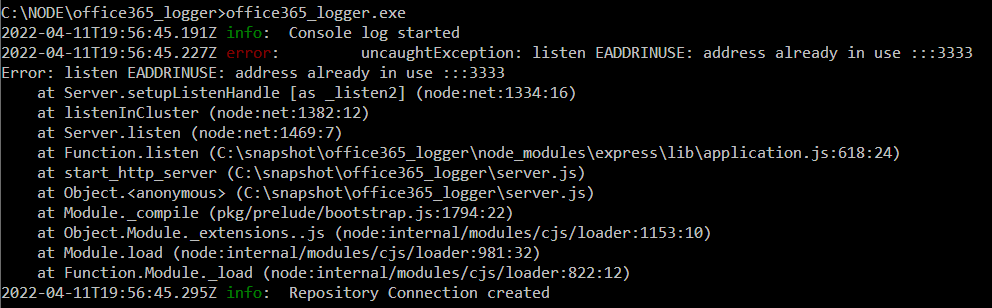 C:\NODE\office365_logger>office365_logger.exe
2022-04-11T19:56:45.191Z info:  Console log started
2022-04-11T19:56:45.227Z error:         uncaughtException: listen EADDRINUSE: address already in use :::3333
Error: listen EADDRINUSE: address already in use :::3333
    at Server.setupListenHandle [as _listen2] (node:net:1334:16)
    at listenInCluster (node:net:1382:12)
    at Server.listen (node:net:1469:7)
    at Function.listen (C:\snapshot\office365_logger\node_modules\express\lib\application.js:618:24)
    at start_http_server (C:\snapshot\office365_logger\server.js)
    at Object.<anonymous> (C:\snapshot\office365_logger\server.js)
    at Module._compile (pkg/prelude/bootstrap.js:1794:22)
    at Object.Module._extensions..js (node:internal/modules/cjs/loader:1153:10)
    at Module.load (node:internal/modules/cjs/loader:981:32)
    at Function.Module._load (node:internal/modules/cjs/loader:822:12)
2022-04-11T19:56:45.295Z info:  Repository Connection created